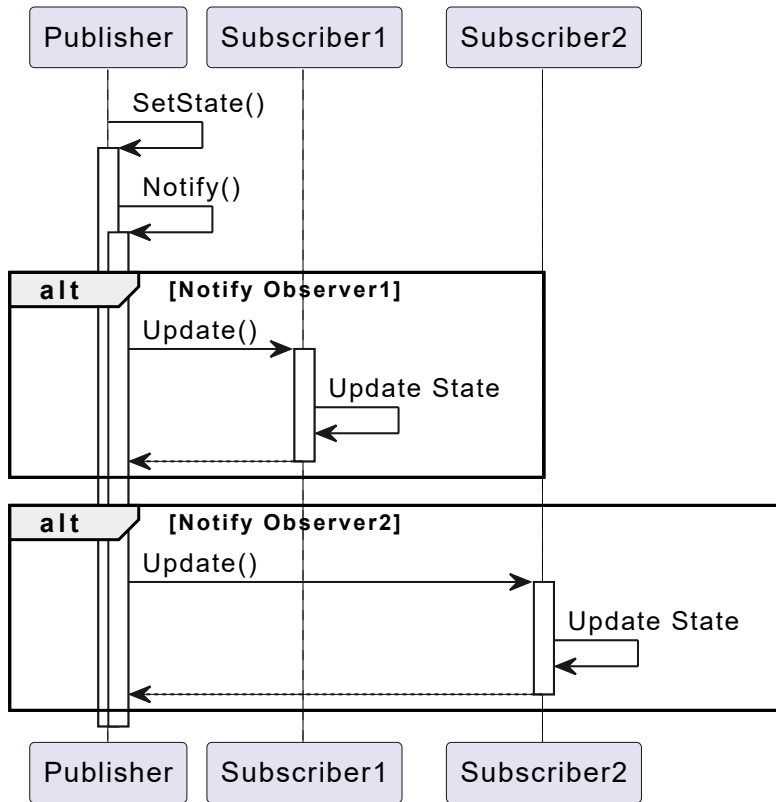 Publisher Subscriber1 Subscriber2
SetState()
Notify()
alt [Notify Observer1]
Update()
Update State
alt [Notify Observer2]
Update()
Update State
Publisher Subscriber1 Subscriber2